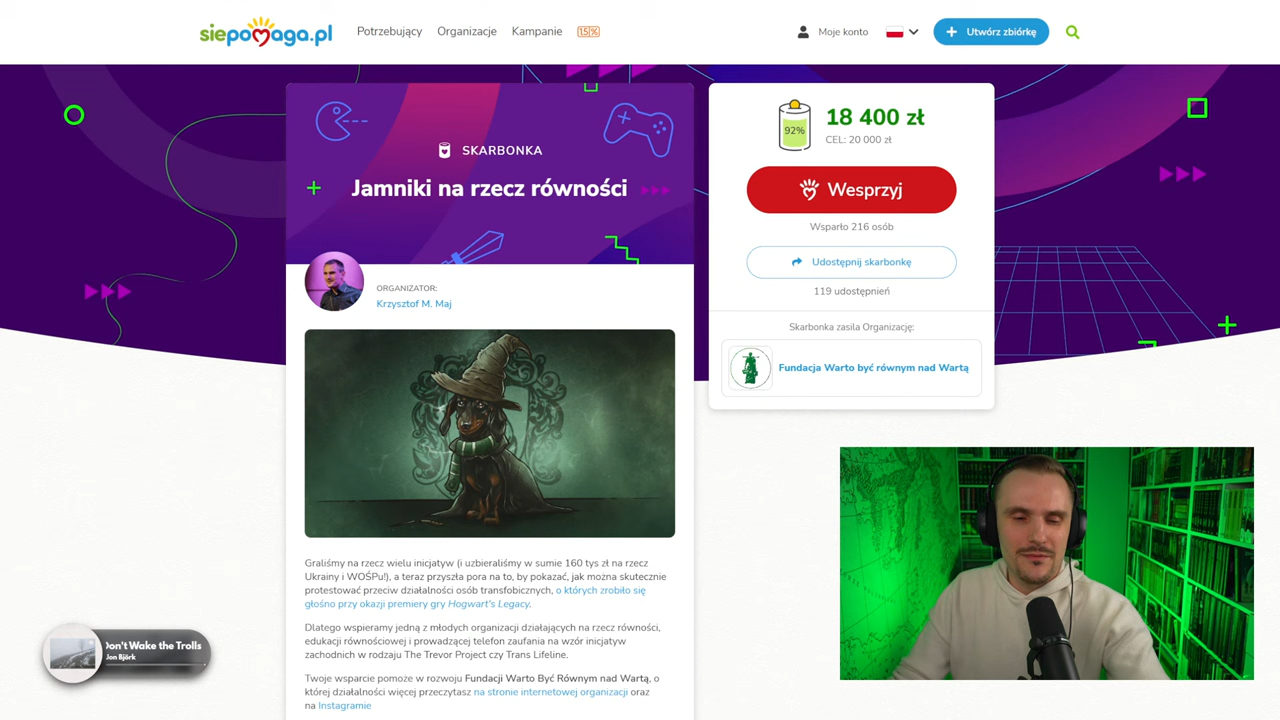 siepomaga.pl
Potrzebujący
Organizacje
Kampanie
1,5%
Moje konto
Utwórz zbiórkę
SKARBONKA
Jamniki na rzecz równości
ORGANIZATOR:
Krzysztof M. Maj
92%
18 400 zł
CEL: 20 000 zł
Wesprzyj
Wsparło 216 osób
Udostępnij skarbonkę
119 udostępnień
Skarbonka zasila Organizację:
Fundacja Warto być równym nad Wartą
Graliśmy na rzecz wielu inicjatyw (i uzbieraliśmy w sumie 160 tys zł na rzecz
Ukrainy i WOŚPu!), a teraz przyszła pora na to, by pokazać, jak można skutecznie
protestować przeciw działalności osób transfobicznych, o których zrobiło się
głośno przy okazji premiery gry Hogwart's Legacy.
Dlatego wspieramy jedną z młodych organizacji działających na rzecz równości,
edukacji równościowej i prowadzącej telefon zaufania na wzór inicjatyw
zachodnich w rodzaju The Trevor Project czy Trans Lifeline.
Twoje wsparcie pomoże w rozwoju Fundacji Warto Być Równym nad Wartą, o
której działalności więcej przeczytasz na stronie internetowej organizacji oraz
na Instagramie
Don't Wake the Trolls
Jon Björk